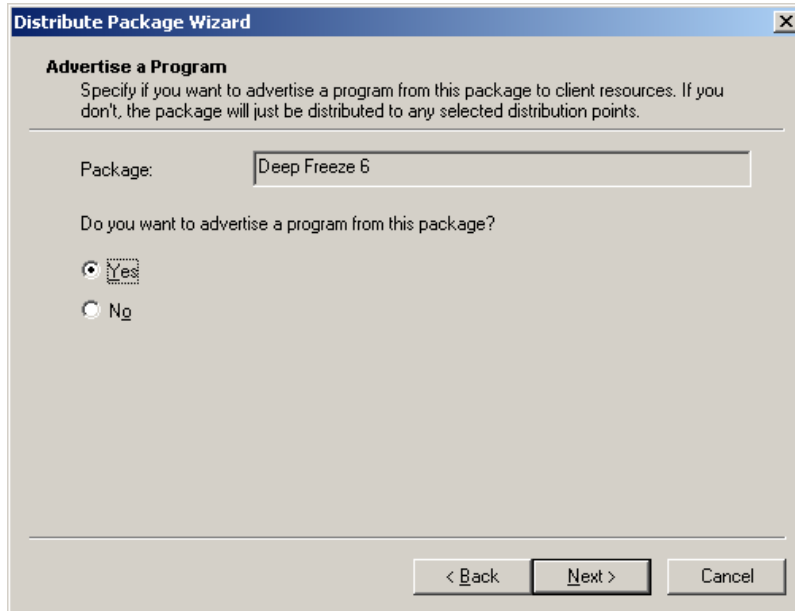 Distribute Package Wizard
Advertise a Program
Specify if you want to advertise a program from this package to client resources. If you
don't, the package will just be distributed to any selected distribution points.
Package:
Deep Freeze 6
Do you want to advertise a program from this package?
Yes
No
< Back
Next >
Cancel